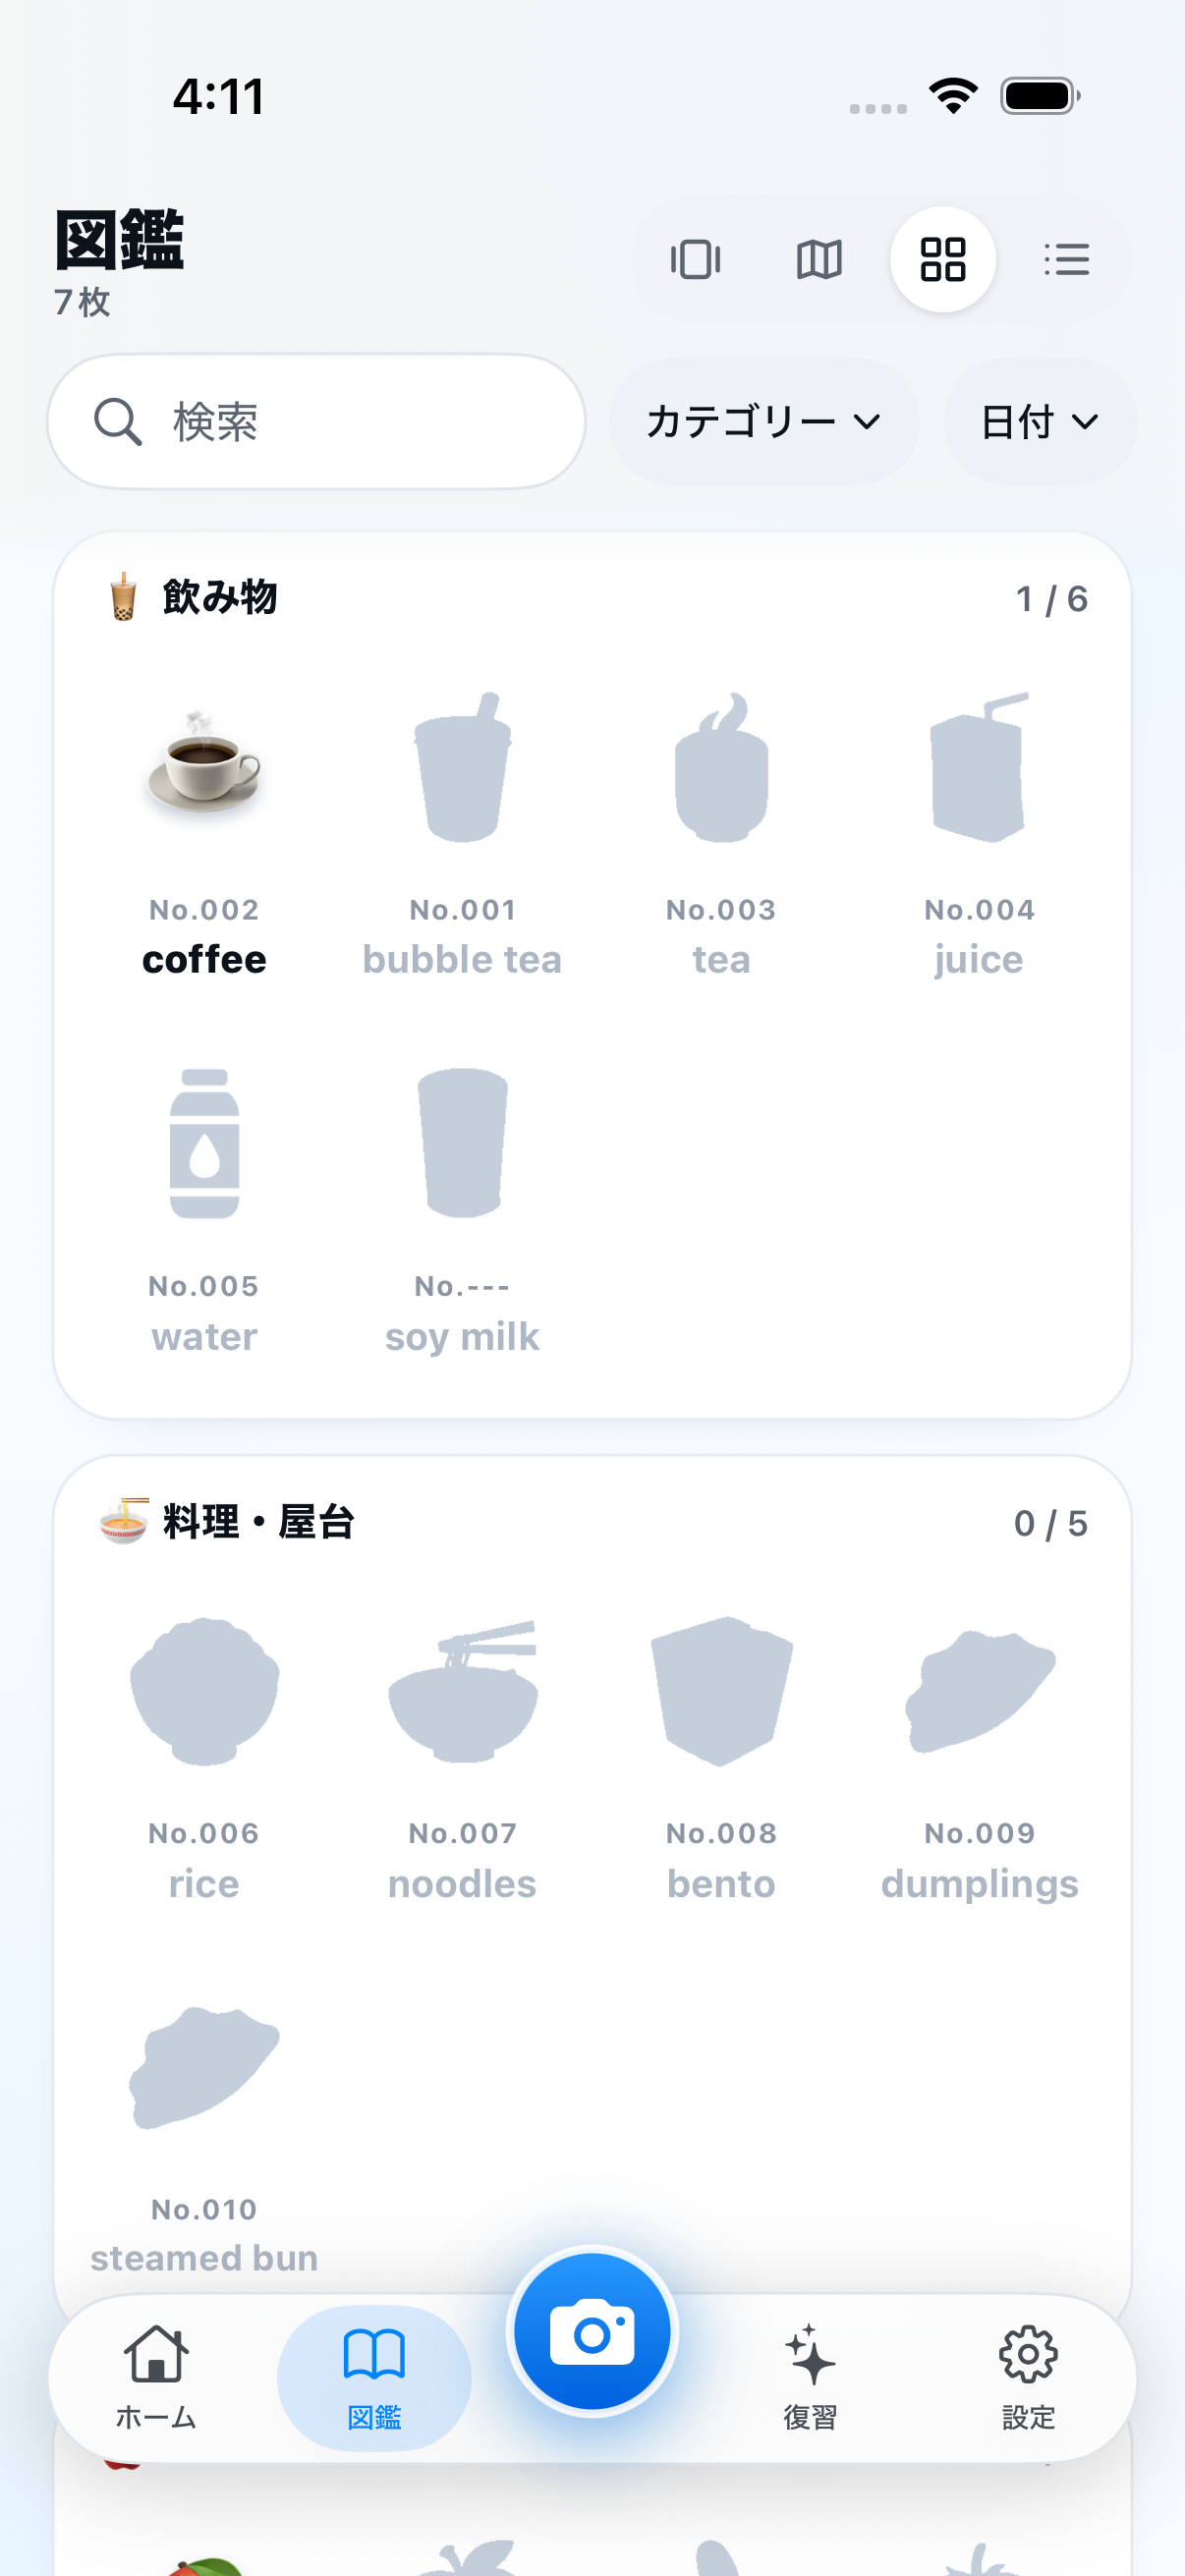 4:11
図鑑
7枚
検索
カテゴリー
日付
飲み物
1 / 6
No.002
No.001
No.003
No.004
coffee
bubble tea
tea
juice
No.005
No.---
water
soy milk
料理・屋台
0 / 5
No.006
No.007
No.008
No.009
rice
noodles
bento
dumplings
No.010
steamed bun
ホーム
図鑑
復習
設定